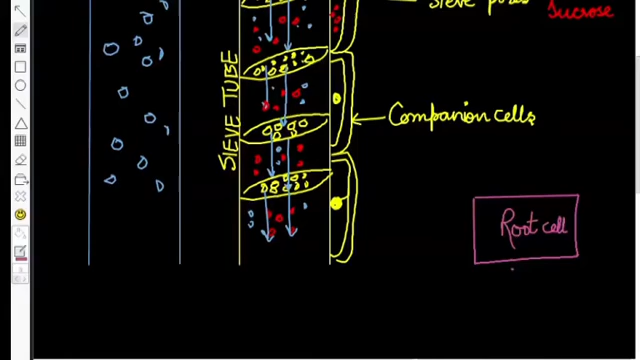 Sieve pores
Sucrose
SIEVE TUBE
Companion cells
Root cell